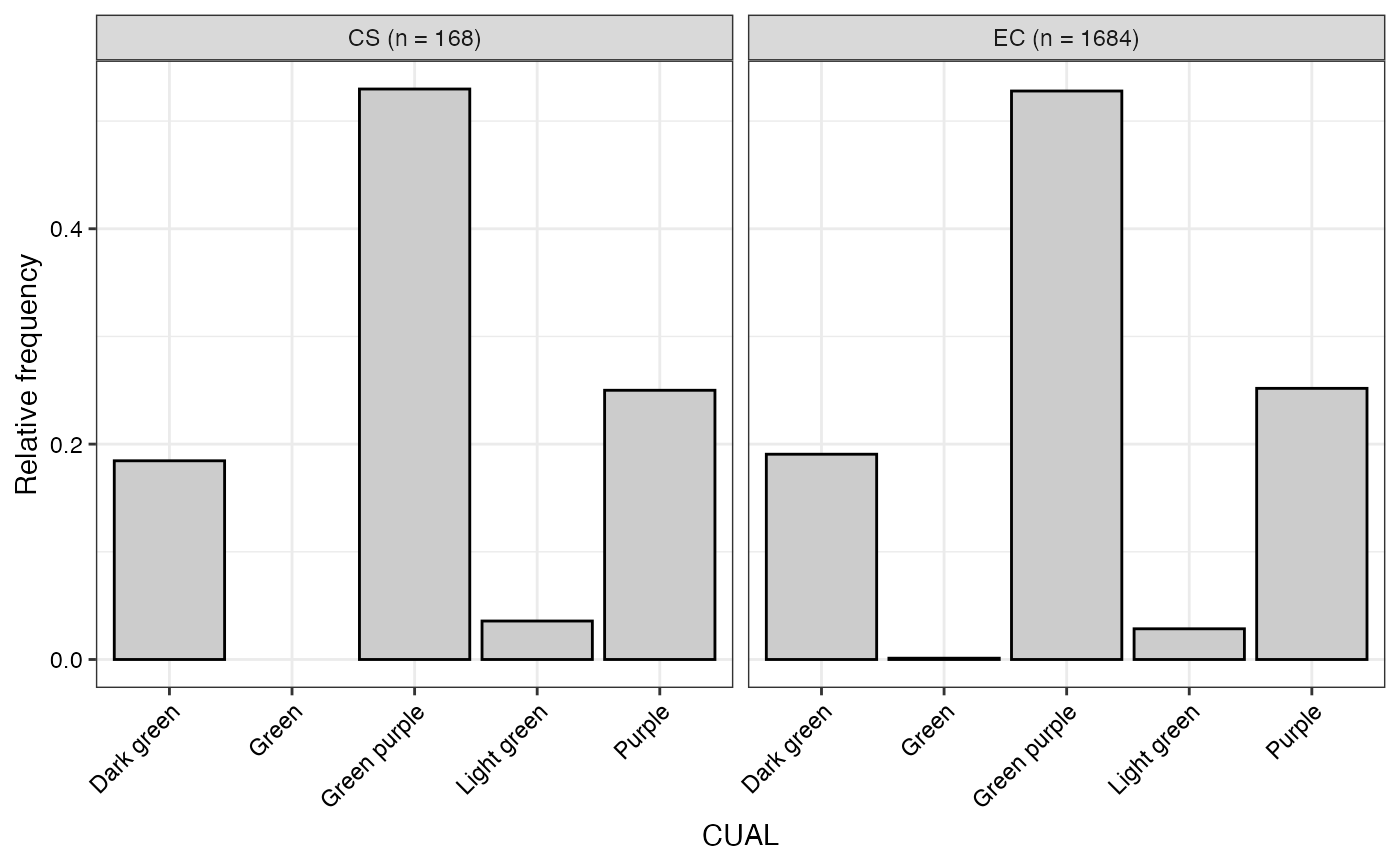 CS (n = 168)
EC (n = 1684)
Relative frequency
0.4
0.2
0.0
Dark green
Green
Green purple
Light green
Purple
Dark green
Green
Green purple
Light green
Purple
CUAL